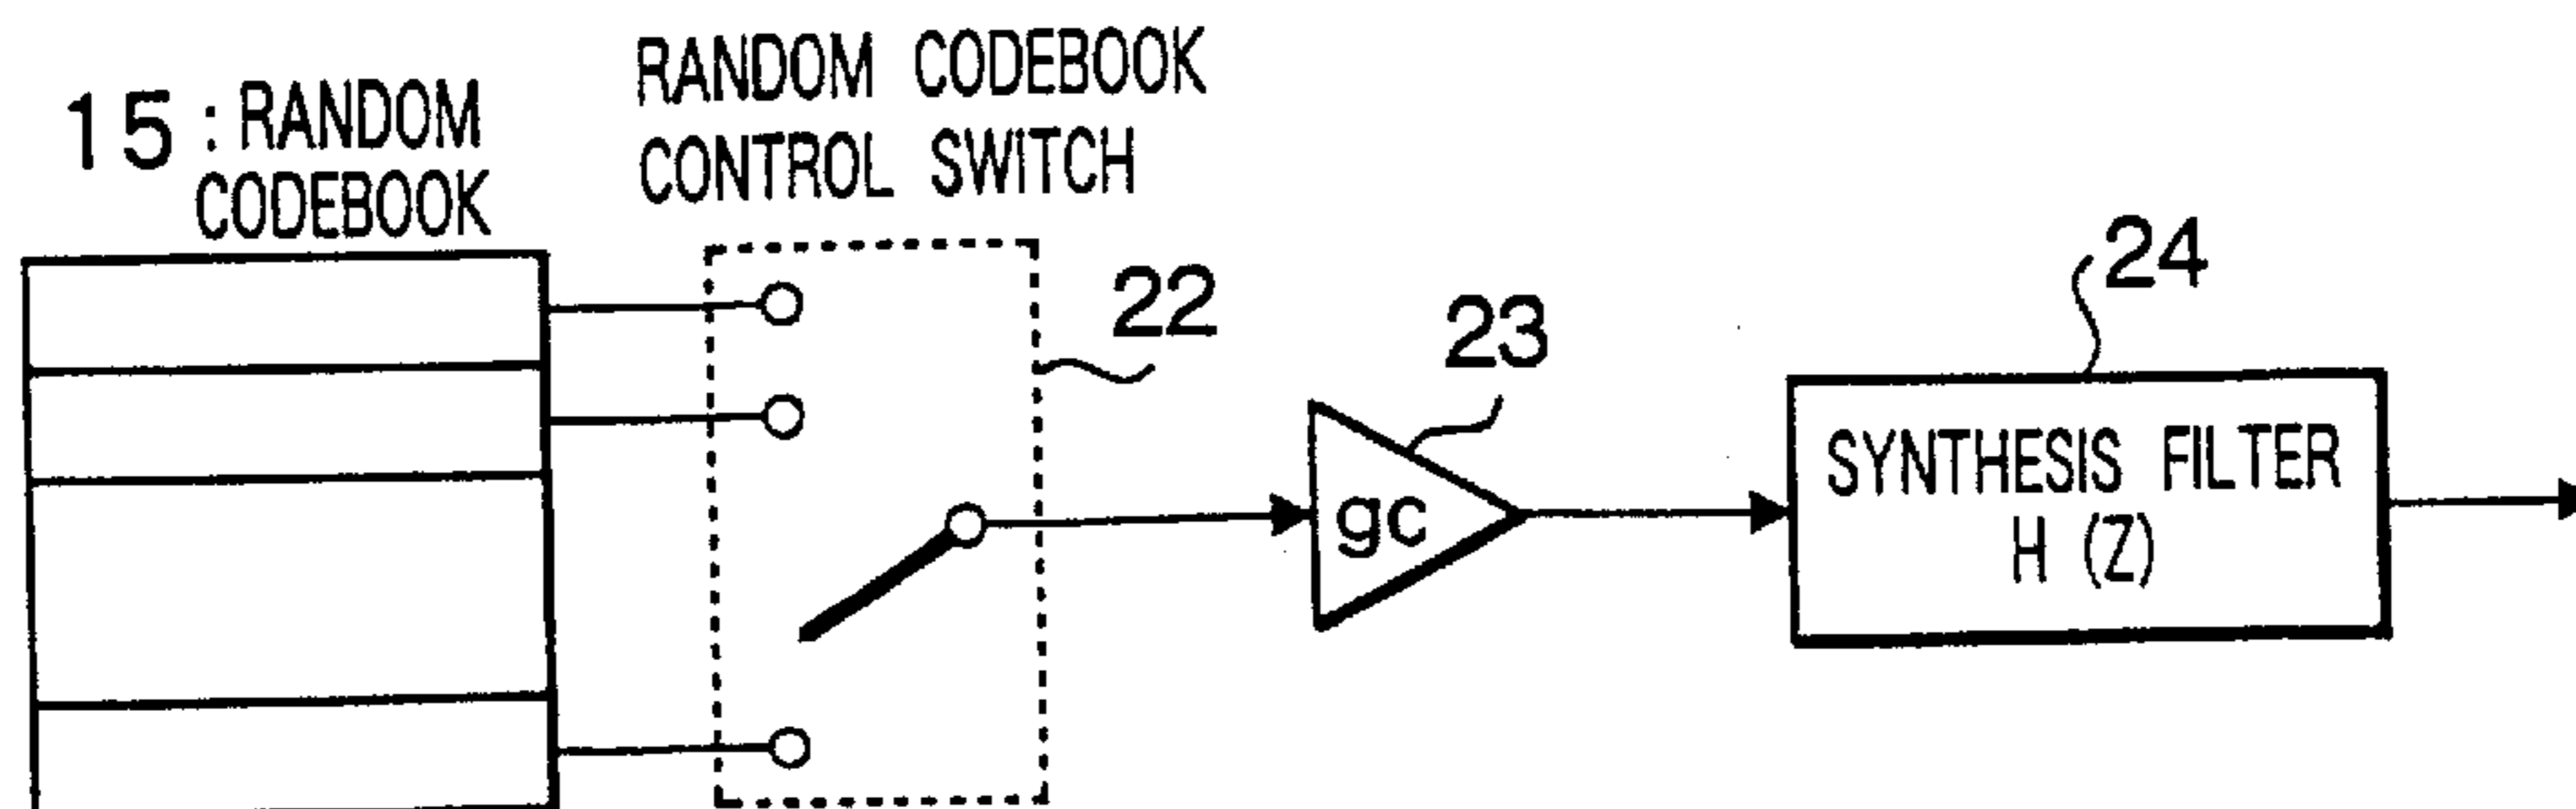 15 : RANDOM
CODEBOOK
RANDOM CODEBOOK
CONTROL SWITCH
22
23
gc
24
SYNTHESIS FILTER
H (Z)